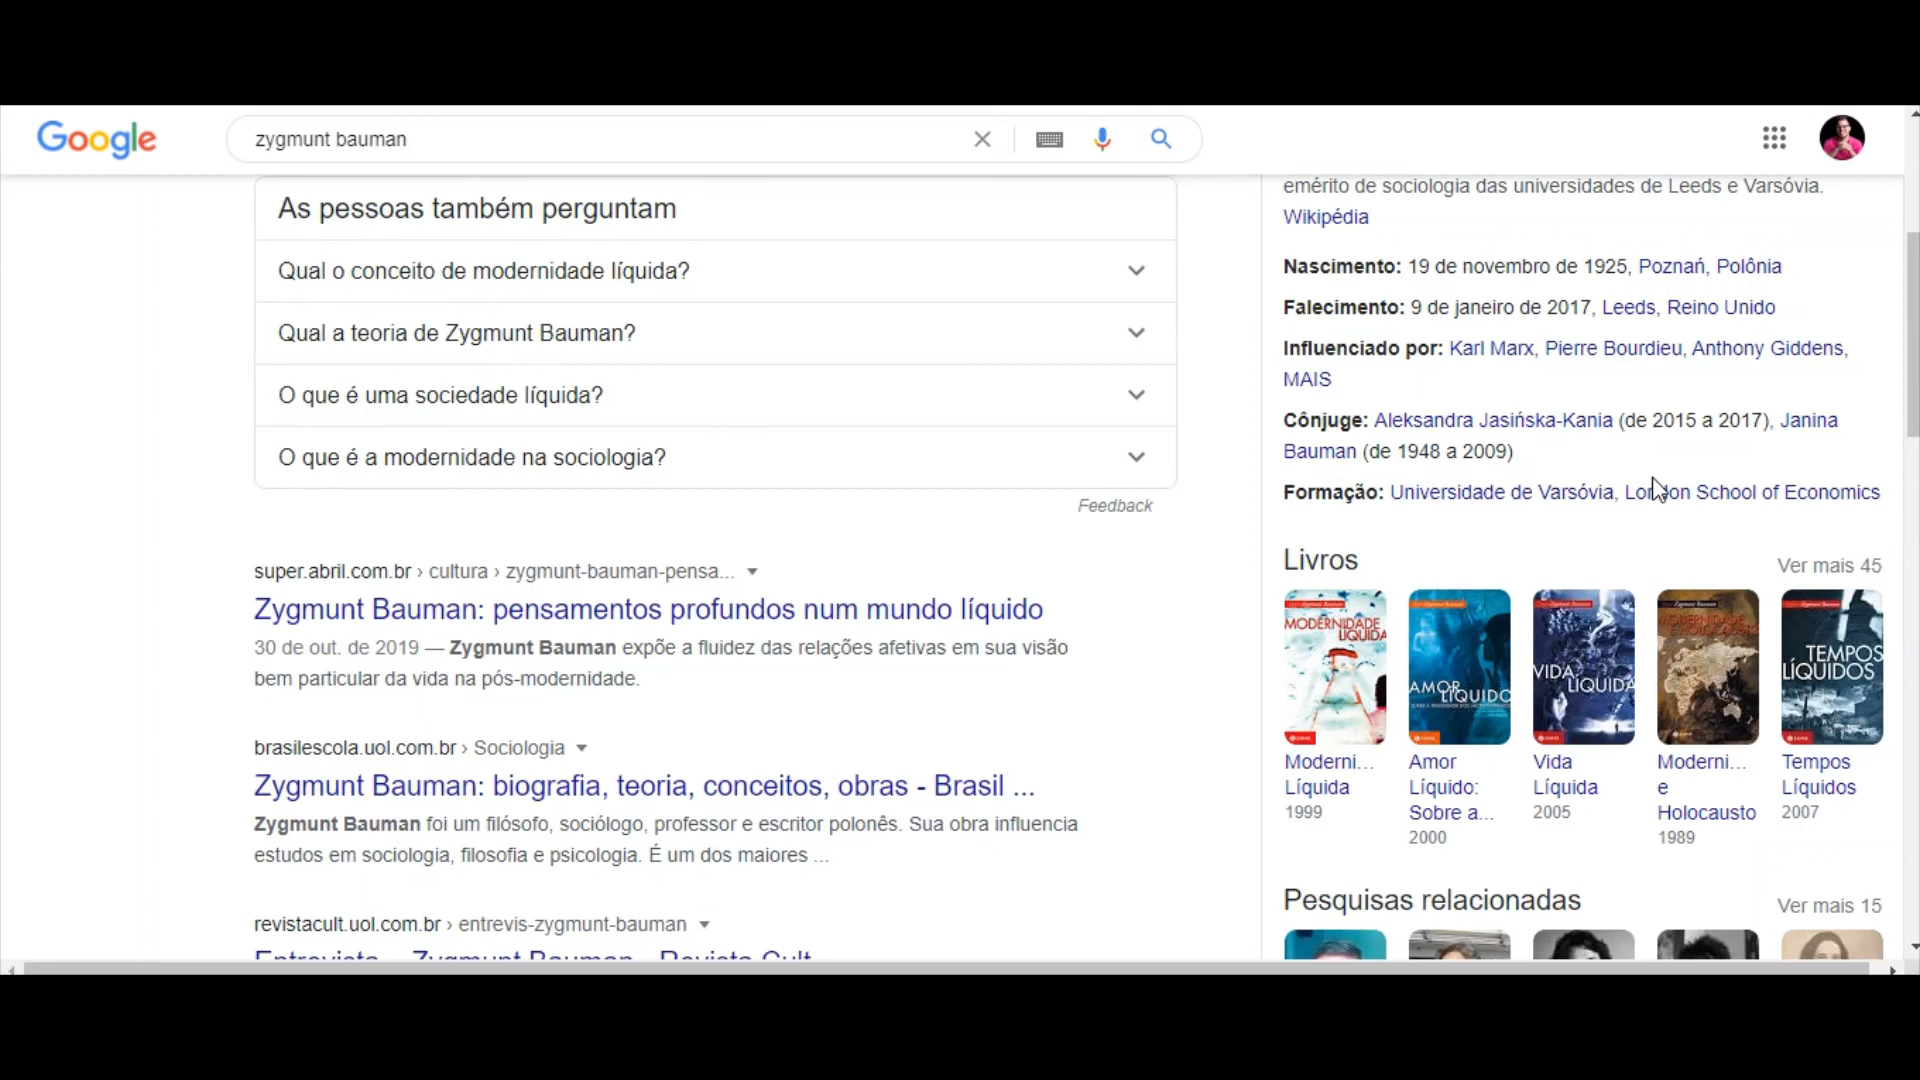 Google
zygmunt bauman
As pessoas também perguntam
Qual o conceito de modernidade líquida?
Qual a teoria de Zygmunt Bauman?
O que é uma sociedade líquida?
O que é a modernidade na sociologia?
Feedback
super.abril.com.br › cultura › zygmunt-bauman-pensa...
Zygmunt Bauman: pensamentos profundos num mundo líquido
30 de out. de 2019 — Zygmunt Bauman expõe a fluidez das relações afetivas em sua visão
bem particular da vida na pós-modernidade.
brasilescola.uol.com.br › Sociologia
Zygmunt Bauman: biografia, teoria, conceitos, obras - Brasil ...
Zygmunt Bauman foi um filósofo, sociólogo, professor e escritor polonês. Sua obra influencia
estudos em sociologia, filosofia e psicologia. É um dos maiores ...
revistacult.uol.com.br › entrevis-zygmunt-bauman
Entrevista – Zygmunt Bauman - Revista Cult
emérito de sociologia das universidades de Leeds e Varsóvia.
Wikipédia
Nascimento: 19 de novembro de 1925, Poznań, Polônia
Falecimento: 9 de janeiro de 2017, Leeds, Reino Unido
Influenciado por: Karl Marx, Pierre Bourdieu, Anthony Giddens,
MAIS
Cônjuge: Aleksandra Jasińska-Kania (de 2015 a 2017), Janina
Bauman (de 1948 a 2009)
Formação: Universidade de Varsóvia, London School of Economics
Livros
Ver mais 45
MODERNIDADE
LÍQUIDA
AMOR
LÍQUIDO
VIDA
LÍQUIDA
TEMPOS
LÍQUIDOS
Moderni...
Líquida
1999
Amor
Líquido:
Sobre a...
2000
Vida
Líquida
2005
Moderni...
e
Holocausto
1989
Tempos
Líquidos
2007
Pesquisas relacionadas
Ver mais 15